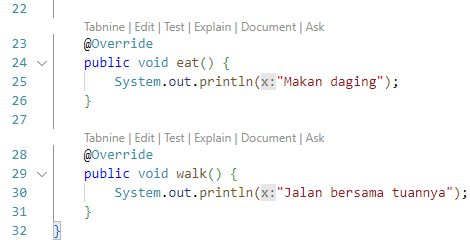 22
Tabnine | Edit | Test | Explain | Document | Ask
23 @Override
24 public void eat() {
25 System.out.println(x:"Makan daging");
26 }
27
Tabnine | Edit | Test | Explain | Document | Ask
28 @Override
29 public void walk() {
30 System.out.println(x:"Jalan bersama tuannya");
31 }
32 }